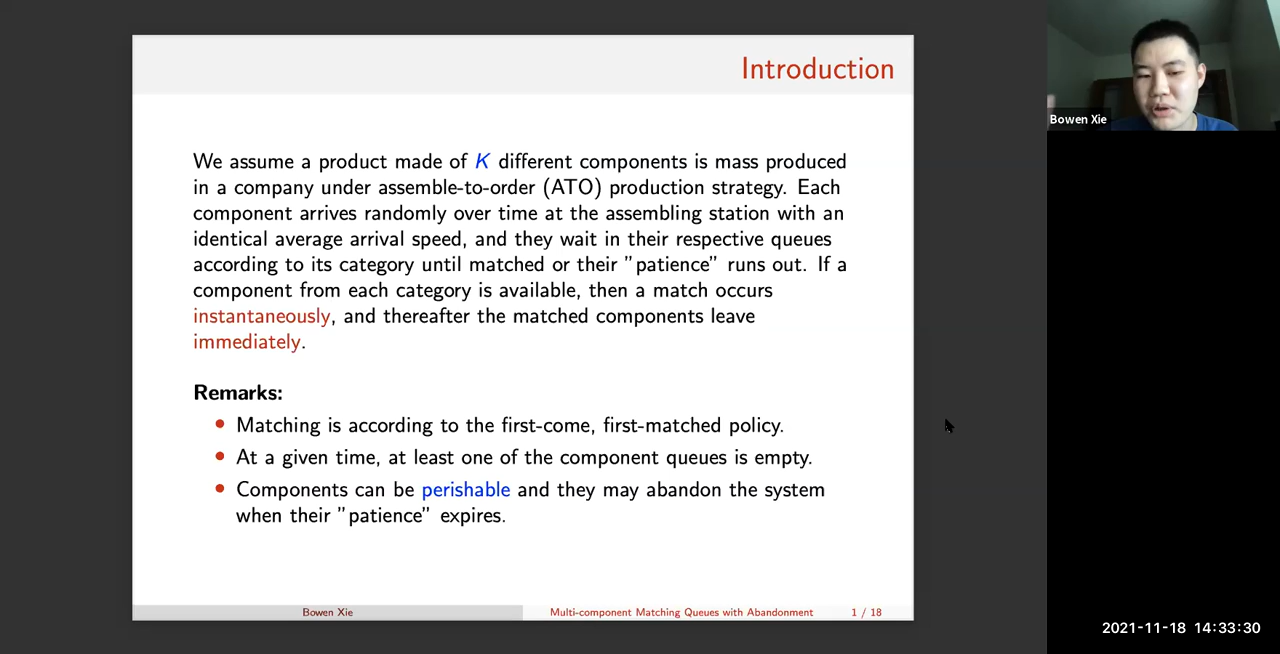 Introduction
We assume a product made of K different components is mass produced
in a company under assemble-to-order (ATO) production strategy. Each
component arrives randomly over time at the assembling station with an
identical average arrival speed, and they wait in their respective queues
according to its category until matched or their "patience" runs out. If a
component from each category is available, then a match occurs
instantaneously, and thereafter the matched components leave
immediately.
Remarks:
Matching is according to the first-come, first-matched policy.
At a given time, at least one of the component queues is empty.
Components can be perishable and they may abandon the system
when their "patience" expires.
Bowen Xie
Multi-component Matching Queues with Abandonment
1 / 18
Bowen Xie
2021-11-18 14:33:30